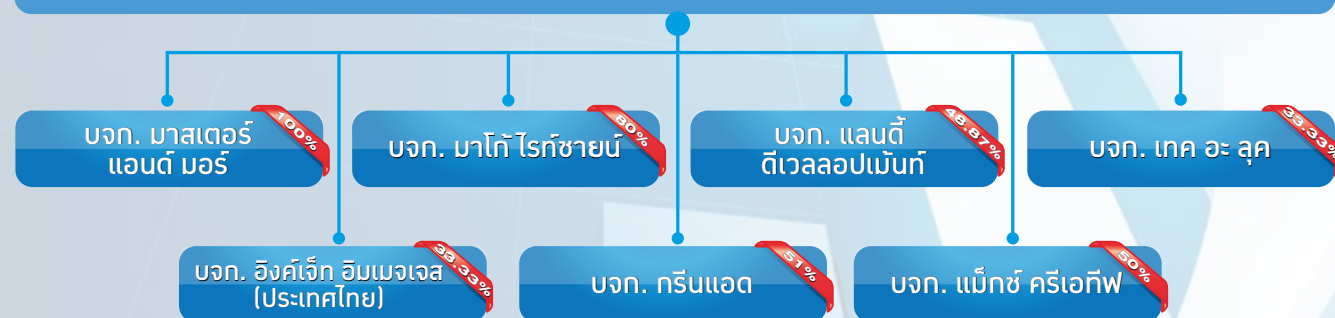 บจก. มาสเตอร์
แอนด์ มอร์
100%
บจก. มาโก้ ไรท์ซายน์
80%
บจก. แลนดี้
ดีเวลลอปเม้นท์
48.87%
บจก. เทค อะ ลุค
33.33%
บจก. อิงค์เจ็ท อิมเมจเจส
(ประเทศไทย)
33.33%
บจก. กรีนแอด
51%
บจก. แม็กซ์ ครีเอทีฟ
50%